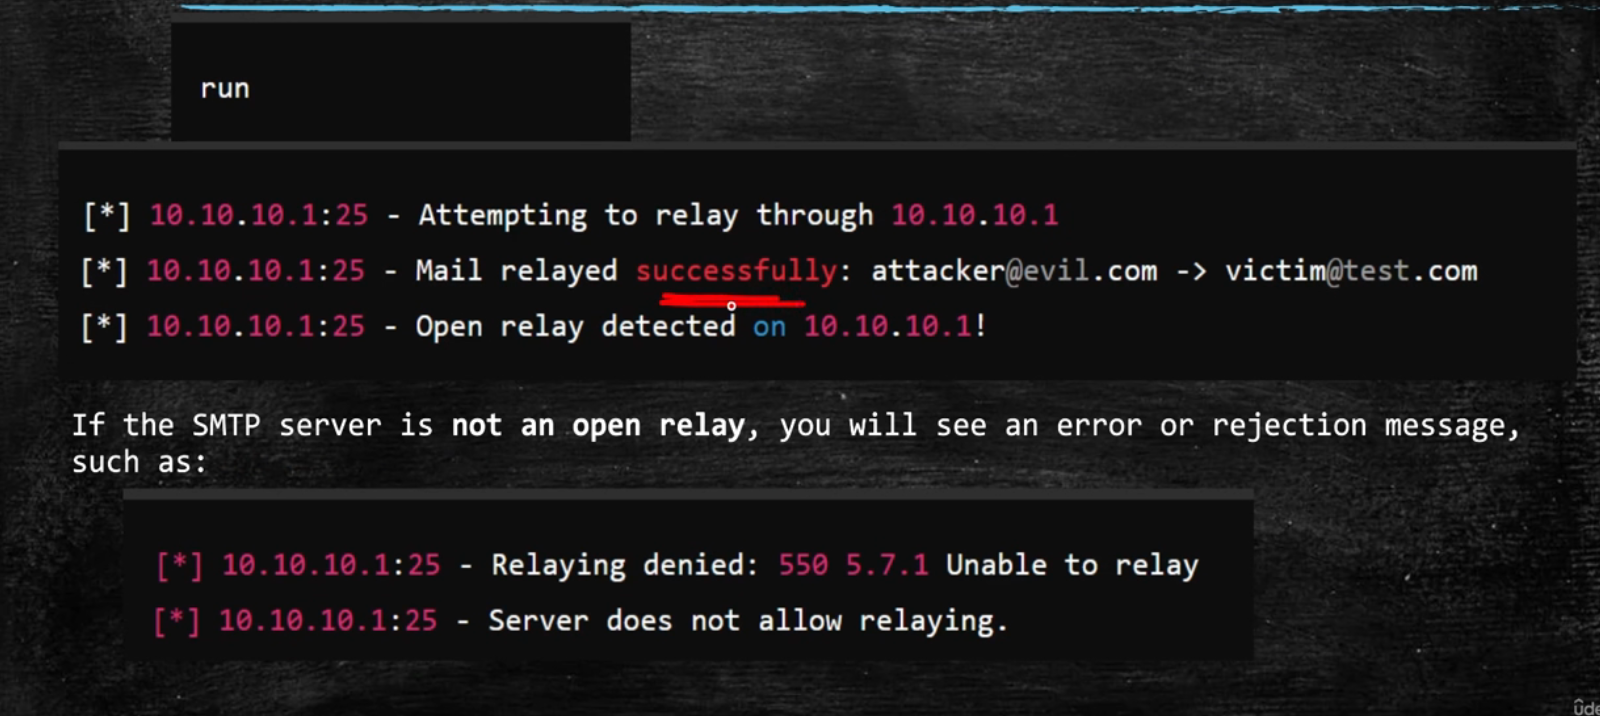 run
[*] 10.10.10.1:25 - Attempting to relay through 10.10.10.1
[*] 10.10.10.1:25 - Mail relayed successfully: attacker@evil.com -> victim@test.com
[*] 10.10.10.1:25 - Open relay detected on 10.10.10.1!
If the SMTP server is not an open relay, you will see an error or rejection message,
such as:
[*] 10.10.10.1:25 - Relaying denied: 550 5.7.1 Unable to relay
[*] 10.10.10.1:25 - Server does not allow relaying.